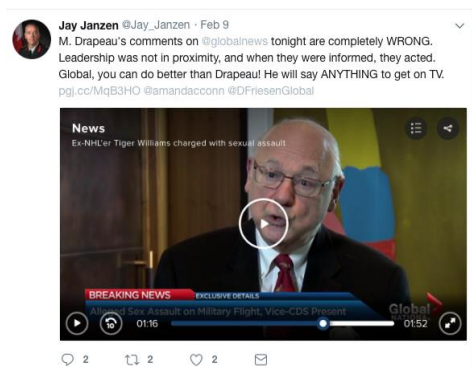 Jay Janzen @Jay_Janzen · Feb 9
M. Drapeau's comments on @globalnews tonight are completely WRONG.
Leadership was not in proximity, and when they were informed, they acted.
Global, you can do better than Drapeau! He will say ANYTHING to get on TV.
pgj.cc/MqB3HO @amandacconn @DFriesenGlobal
News
Ex-NHL'er Tiger Williams charged with sexual assault
BREAKING NEWS EXCLUSIVE DETAILS
Alleged Sex Assault on Military Flight, Vice-CDS Present
Global
NATIONAL
10 01:16 01:52
2 2 2